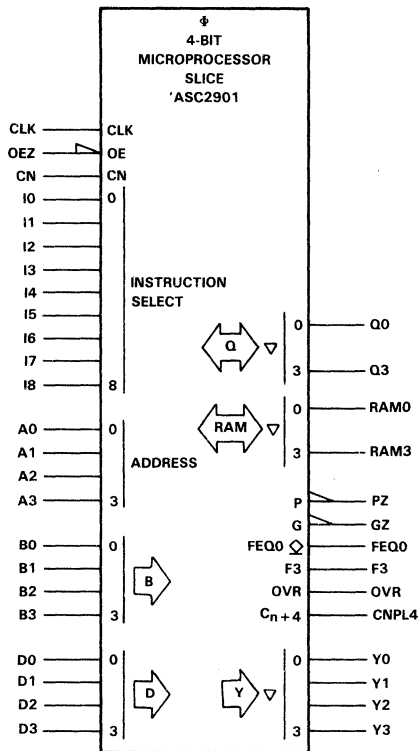 Φ
4-BIT
MICROPROCESSOR
SLICE
'ASC2901
CLK CLK
OEZ OE
CN CN
I0 0
I1
I2
I3
I4
I5
I6
I7
I8 8
INSTRUCTION
SELECT
A0 0
A1
A2
A3 3
ADDRESS
B0 0
B1
B2
B3 3
B
D0 0
D1
D2
D3 3
D
Q
0 Q0
3 Q3
RAM
0 RAM0
3 RAM3
P PZ
G GZ
FEQ0 FEQ0
F3 F3
OVR OVR
Cn+4 CNPL4
Y
0 Y0
Y1
Y2
3 Y3